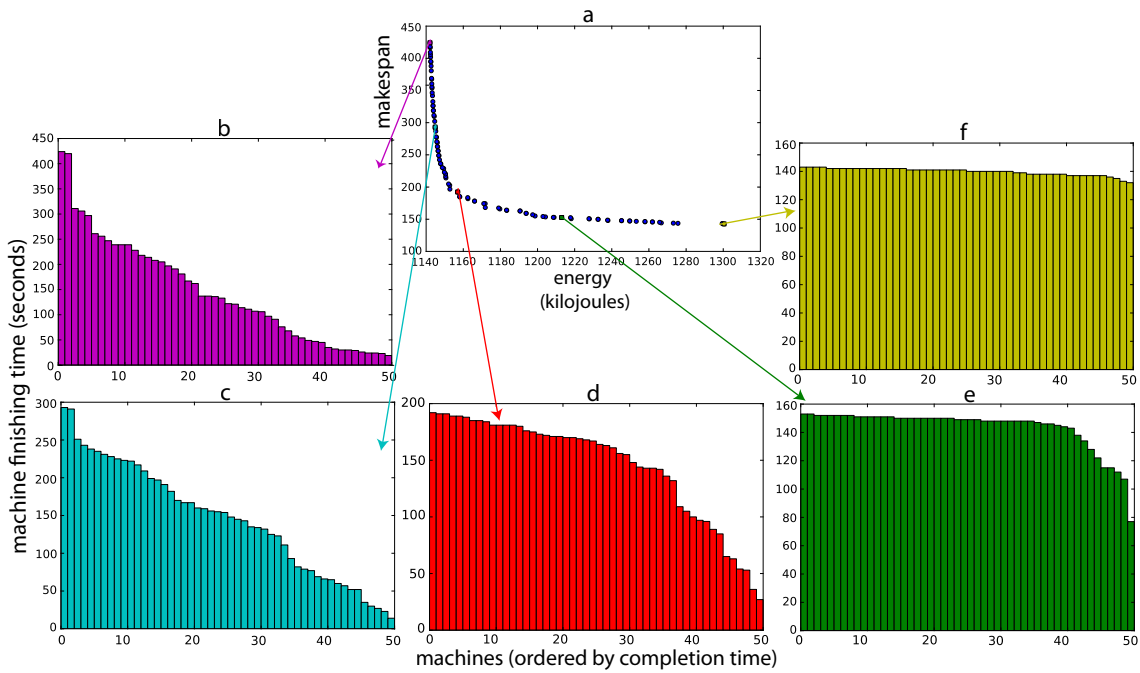 a
450
400
350
300
250
200
150
100
makespan
1140 1160 1180 1200 1220 1240 1260 1280 1300 1320
energy
(kilojoules)
b
450
400
350
300
250
200
150
100
50
0
0 10 20 30 40 50
f
160
140
120
100
80
60
40
20
0
0 10 20 30 40 50
machine finishing time (seconds)
c
300
250
200
150
100
50
0
0 10 20 30 40 50
d
200
150
100
50
0
0 10 20 30 40 50
e
160
140
120
100
80
60
40
20
0
0 10 20 30 40 50
machines (ordered by completion time)